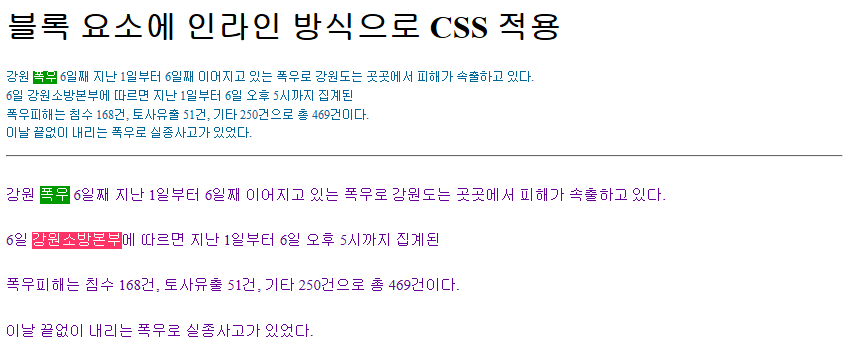 블록 요소에 인라인 방식으로 CSS 적용
강원 폭우 6일째 지난 1일부터 6일째 이어지고 있는 폭우로 강원도는 곳곳에서 피해가 속출하고 있다.
6일 강원소방본부에 따르면 지난 1일부터 6일 오후 5시까지 집계된
폭우피해는 침수 168건, 토사유출 51건, 기타 250건으로 총 469건이다.
이날 끝없이 내리는 폭우로 실종사고가 있었다.
강원 폭우 6일째 지난 1일부터 6일째 이어지고 있는 폭우로 강원도는 곳곳에서 피해가 속출하고 있다.
6일 강원소방본부에 따르면 지난 1일부터 6일 오후 5시까지 집계된
폭우피해는 침수 168건, 토사유출 51건, 기타 250건으로 총 469건이다.
이날 끝없이 내리는 폭우로 실종사고가 있었다.